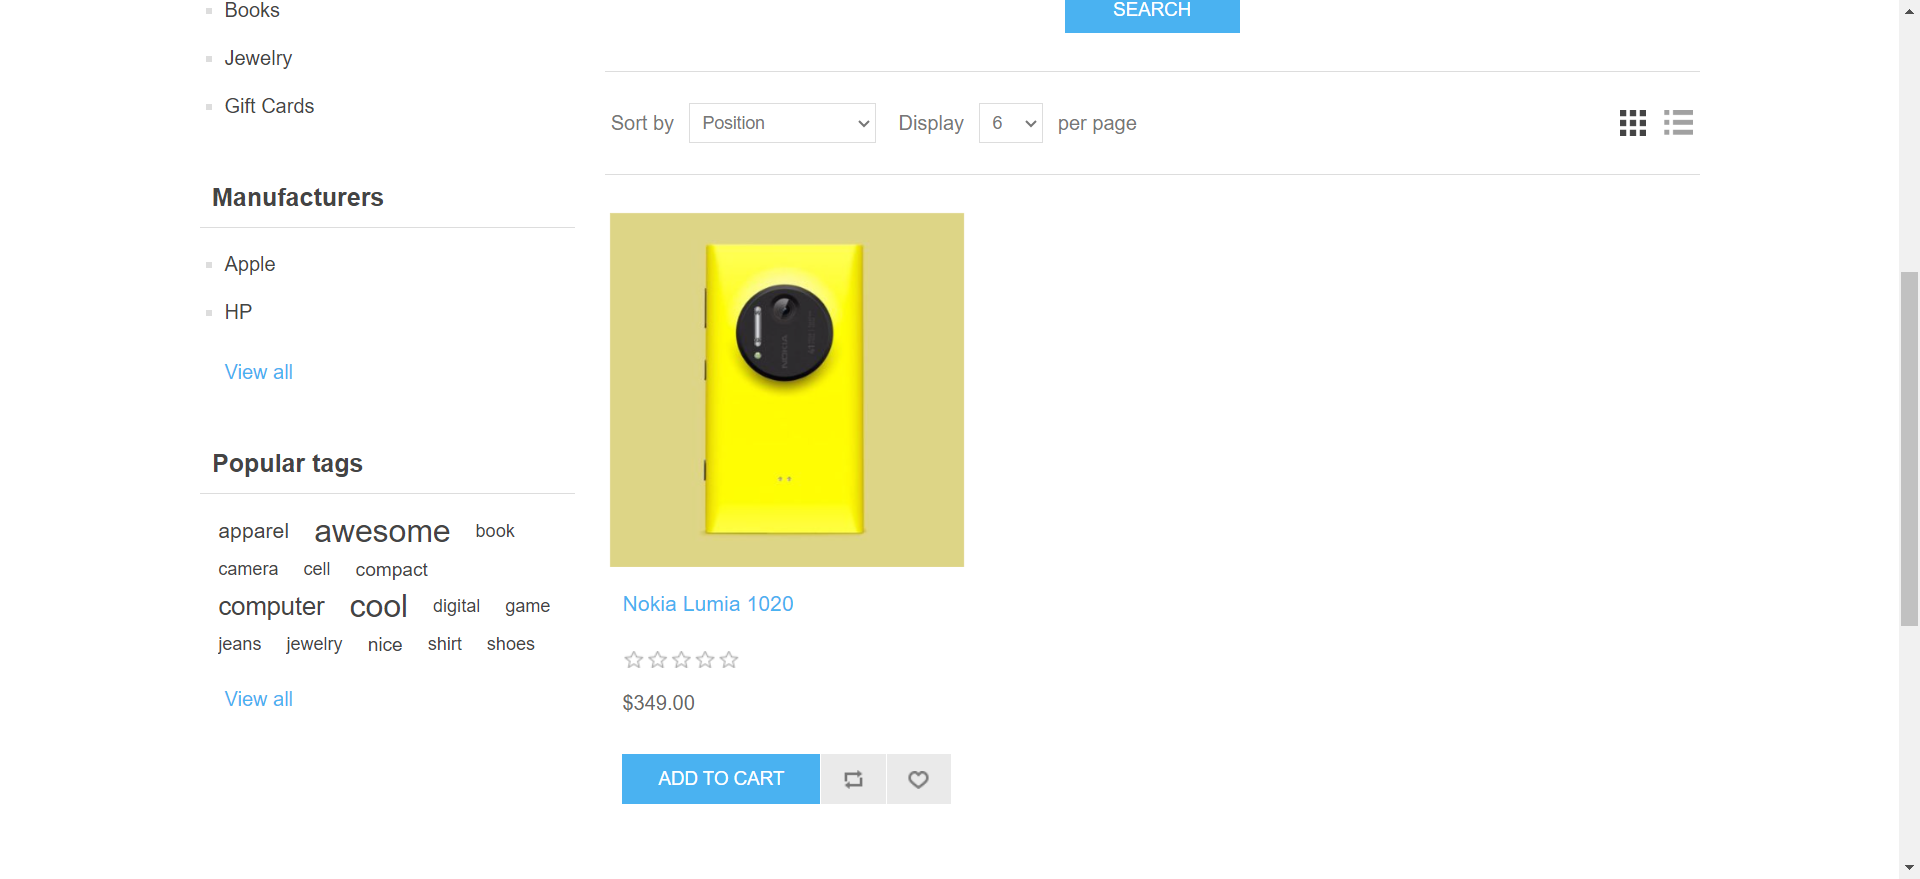 Books
Jewelry
Gift Cards
Manufacturers
Apple
HP
View all
Popular tags
apparel awesome book
camera cell compact
computer cool digital game
jeans jewelry nice shirt shoes
View all
SEARCH
Sort by Position Display 6 per page
NOKIA
Nokia Lumia 1020
$349.00
ADD TO CART